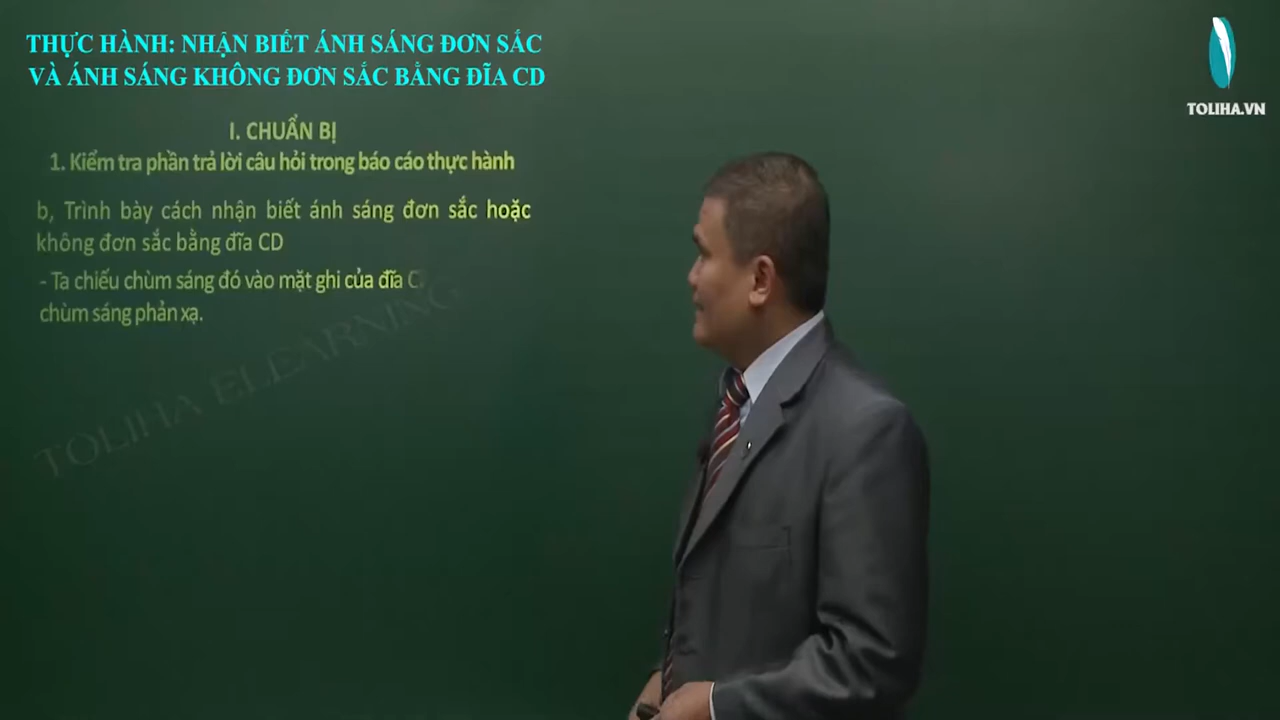 THỰC HÀNH: NHẬN BIẾT ÁNH SÁNG ĐƠN SẮC
VÀ ÁNH SÁNG KHÔNG ĐƠN SẮC BẰNG ĐĨA CD
TOLIHA.VN
I. CHUẨN BỊ
1. Kiểm tra phần trả lời câu hỏi trong báo cáo thực hành
b, Trình bày cách nhận biết ánh sáng đơn sắc hoặc
không đơn sắc bằng đĩa CD
- Ta chiếu chùm sáng đó vào mặt ghi của đĩa
chùm sáng phản xạ.
TOLIHA ELEARNING